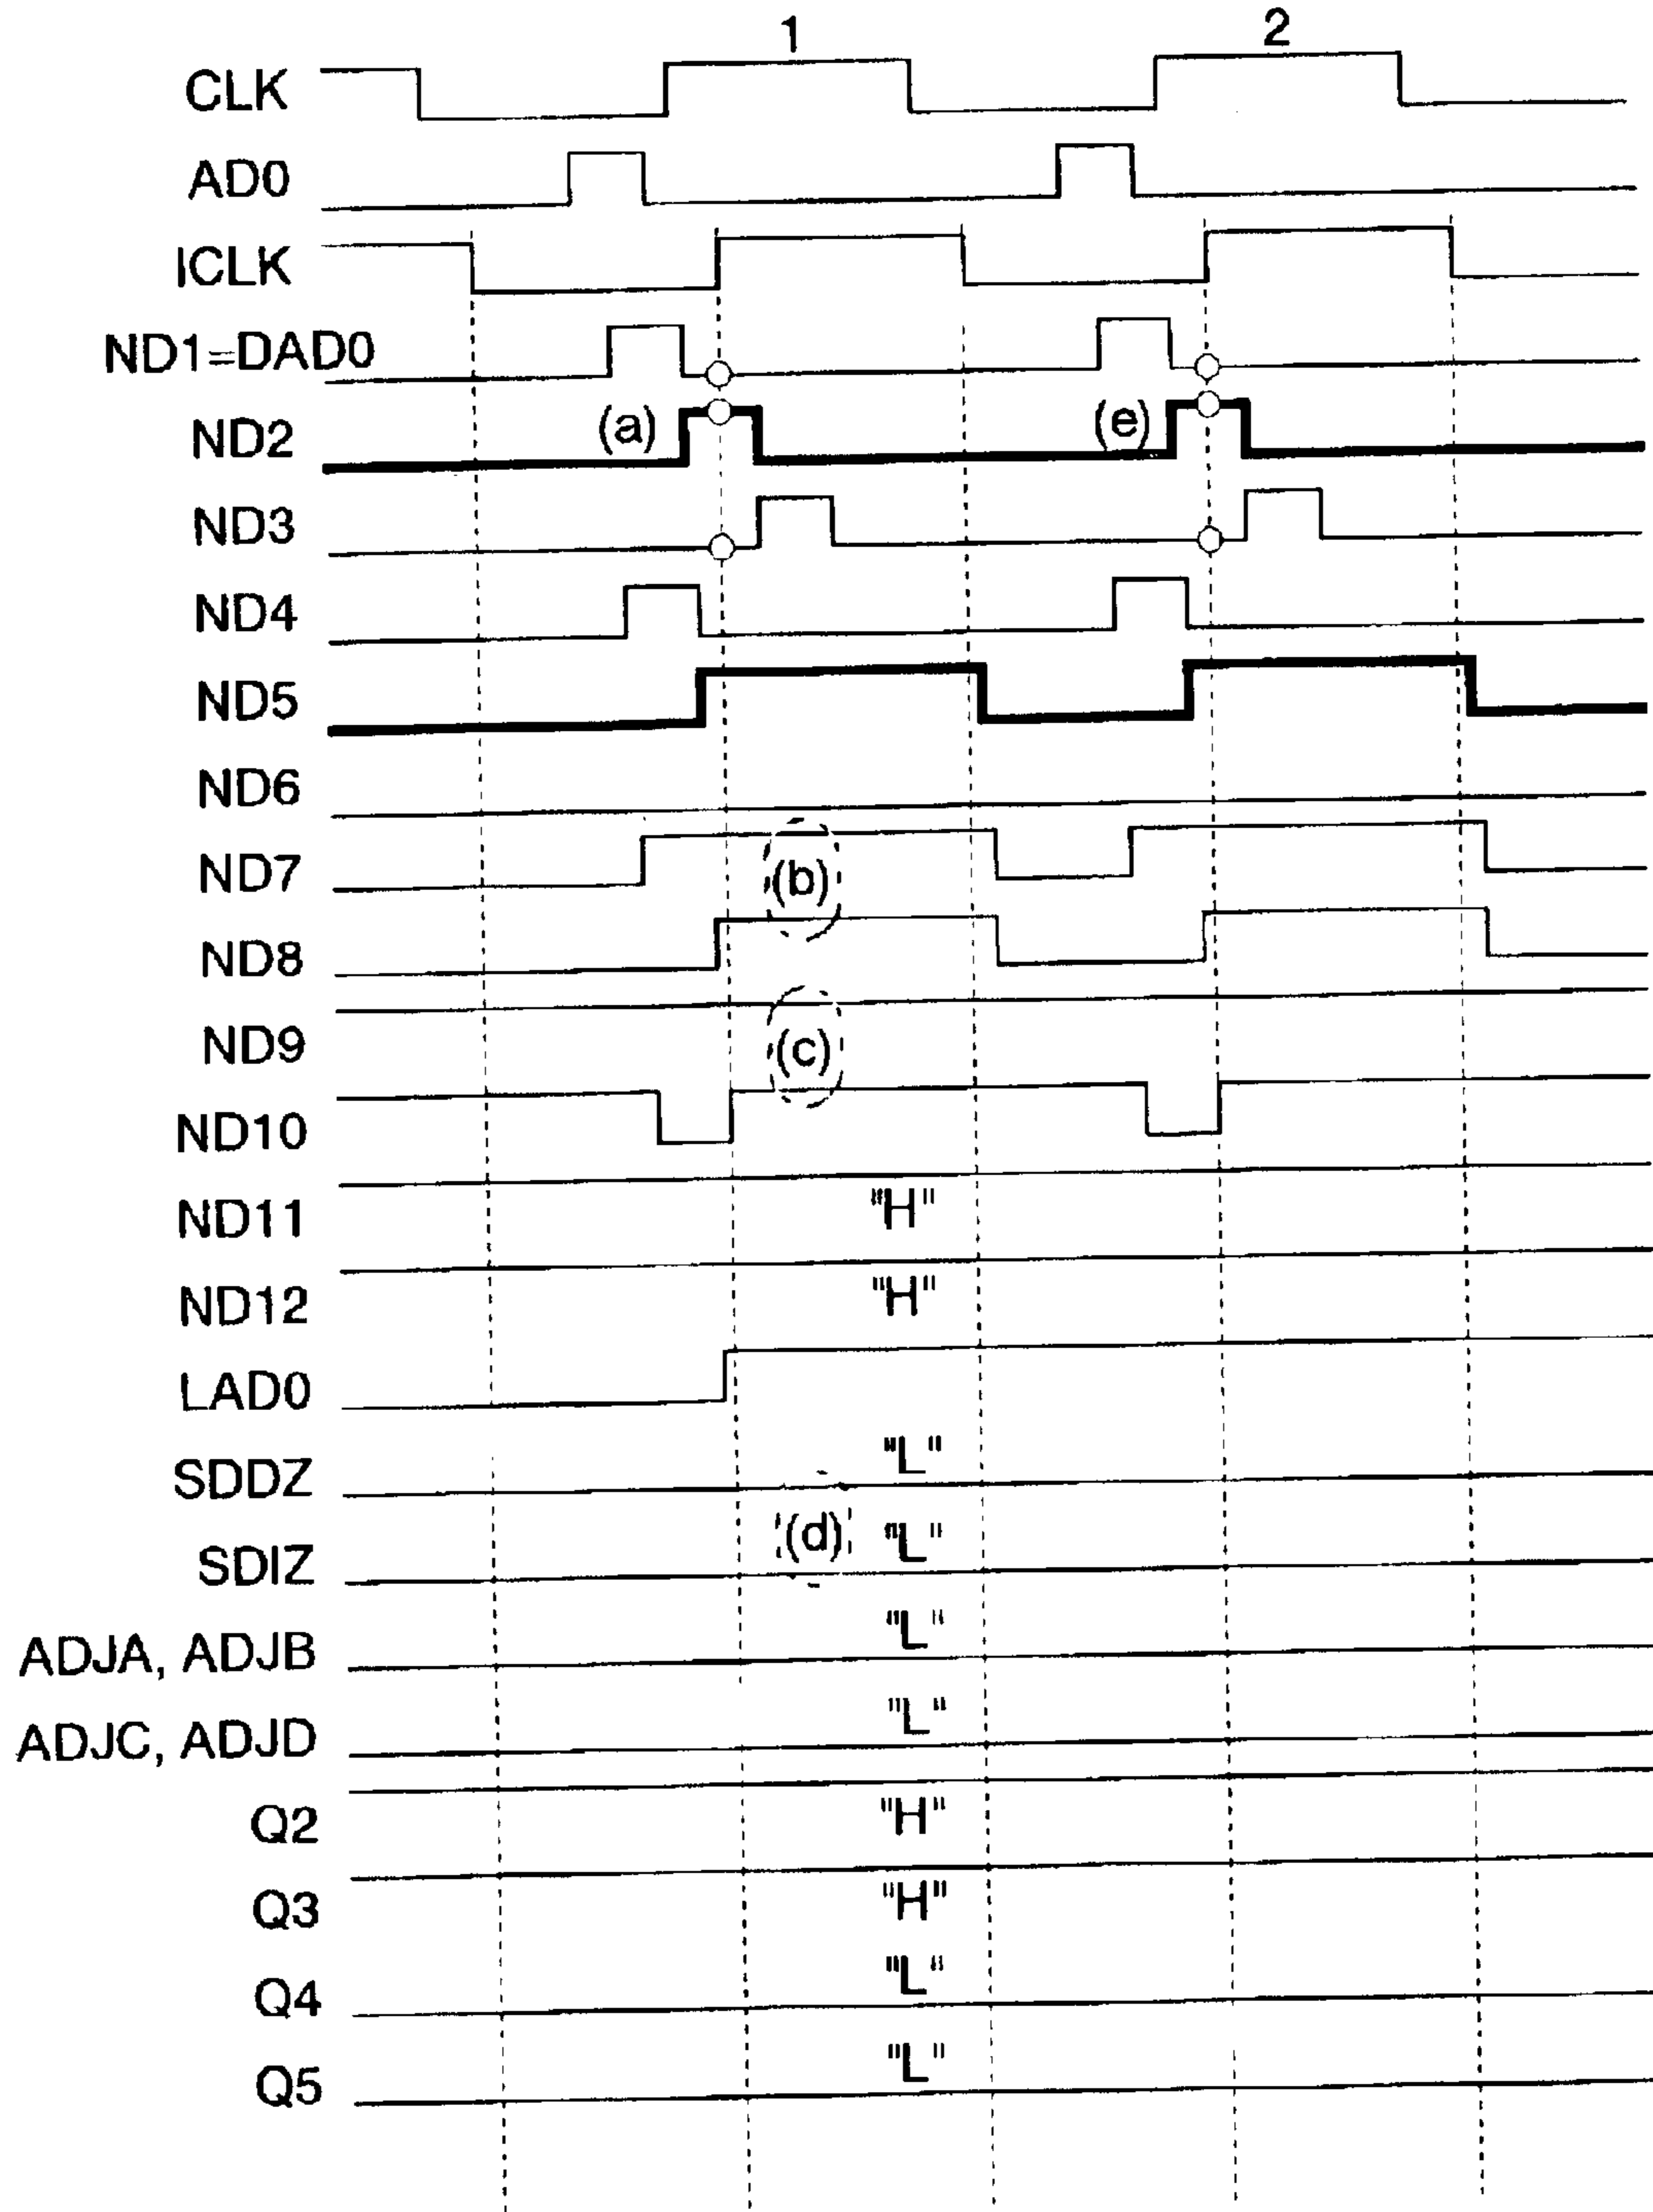 1 2
CLK
AD0
ICLK
ND1=DAD0
ND2 (a) (e)
ND3
ND4
ND5
ND6
ND7 (b)
ND8
ND9 (c)
ND10
ND11 "H"
ND12 "H"
LAD0
SDDZ "L"
SDIZ (d) "L"
ADJA, ADJB "L"
ADJC, ADJD "L"
Q2 "H"
Q3 "H"
Q4 "L"
Q5 "L"